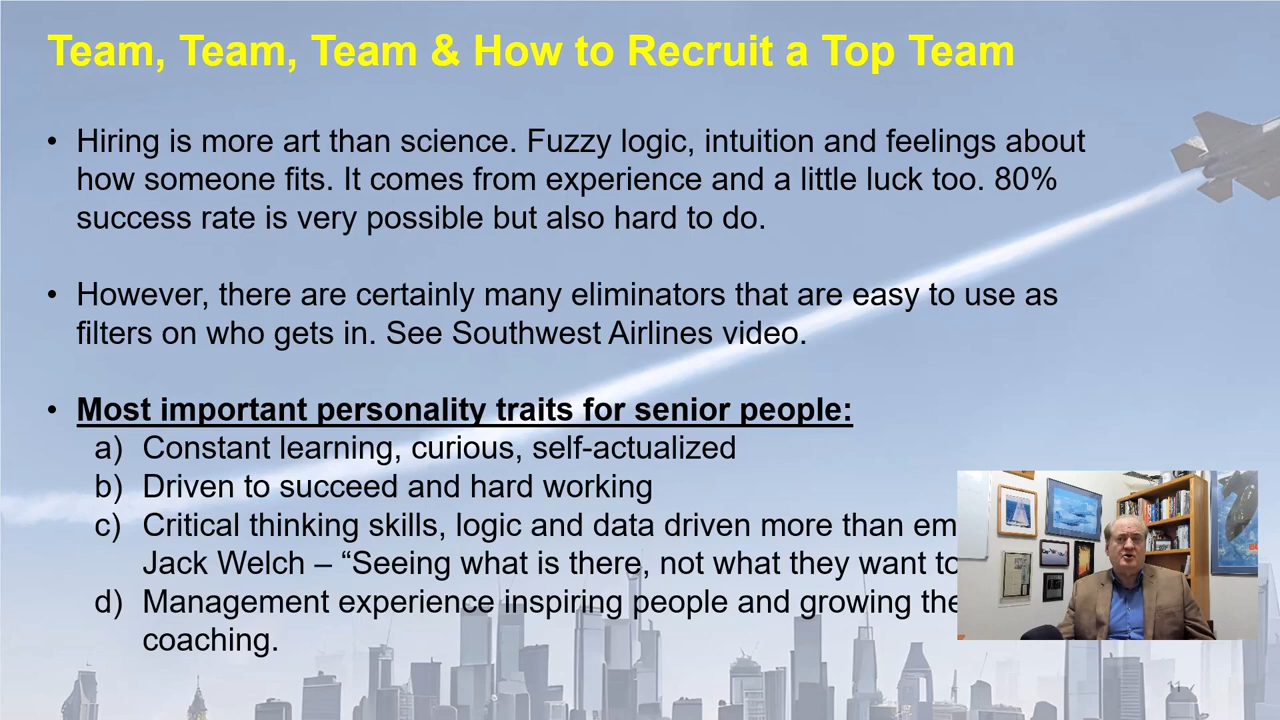 Team, Team, Team & How to Recruit a Top Team
• Hiring is more art than science. Fuzzy logic, intuition and feelings about
how someone fits. It comes from experience and a little luck too. 80%
success rate is very possible but also hard to do.
• However, there are certainly many eliminators that are easy to use as
filters on who gets in. See Southwest Airlines video.
• Most important personality traits for senior people:
a) Constant learning, curious, self-actualized
b) Driven to succeed and hard working
c) Critical thinking skills, logic and data driven more than em
Jack Welch – “Seeing what is there, not what they want to
d) Management experience inspiring people and growing the
coaching.